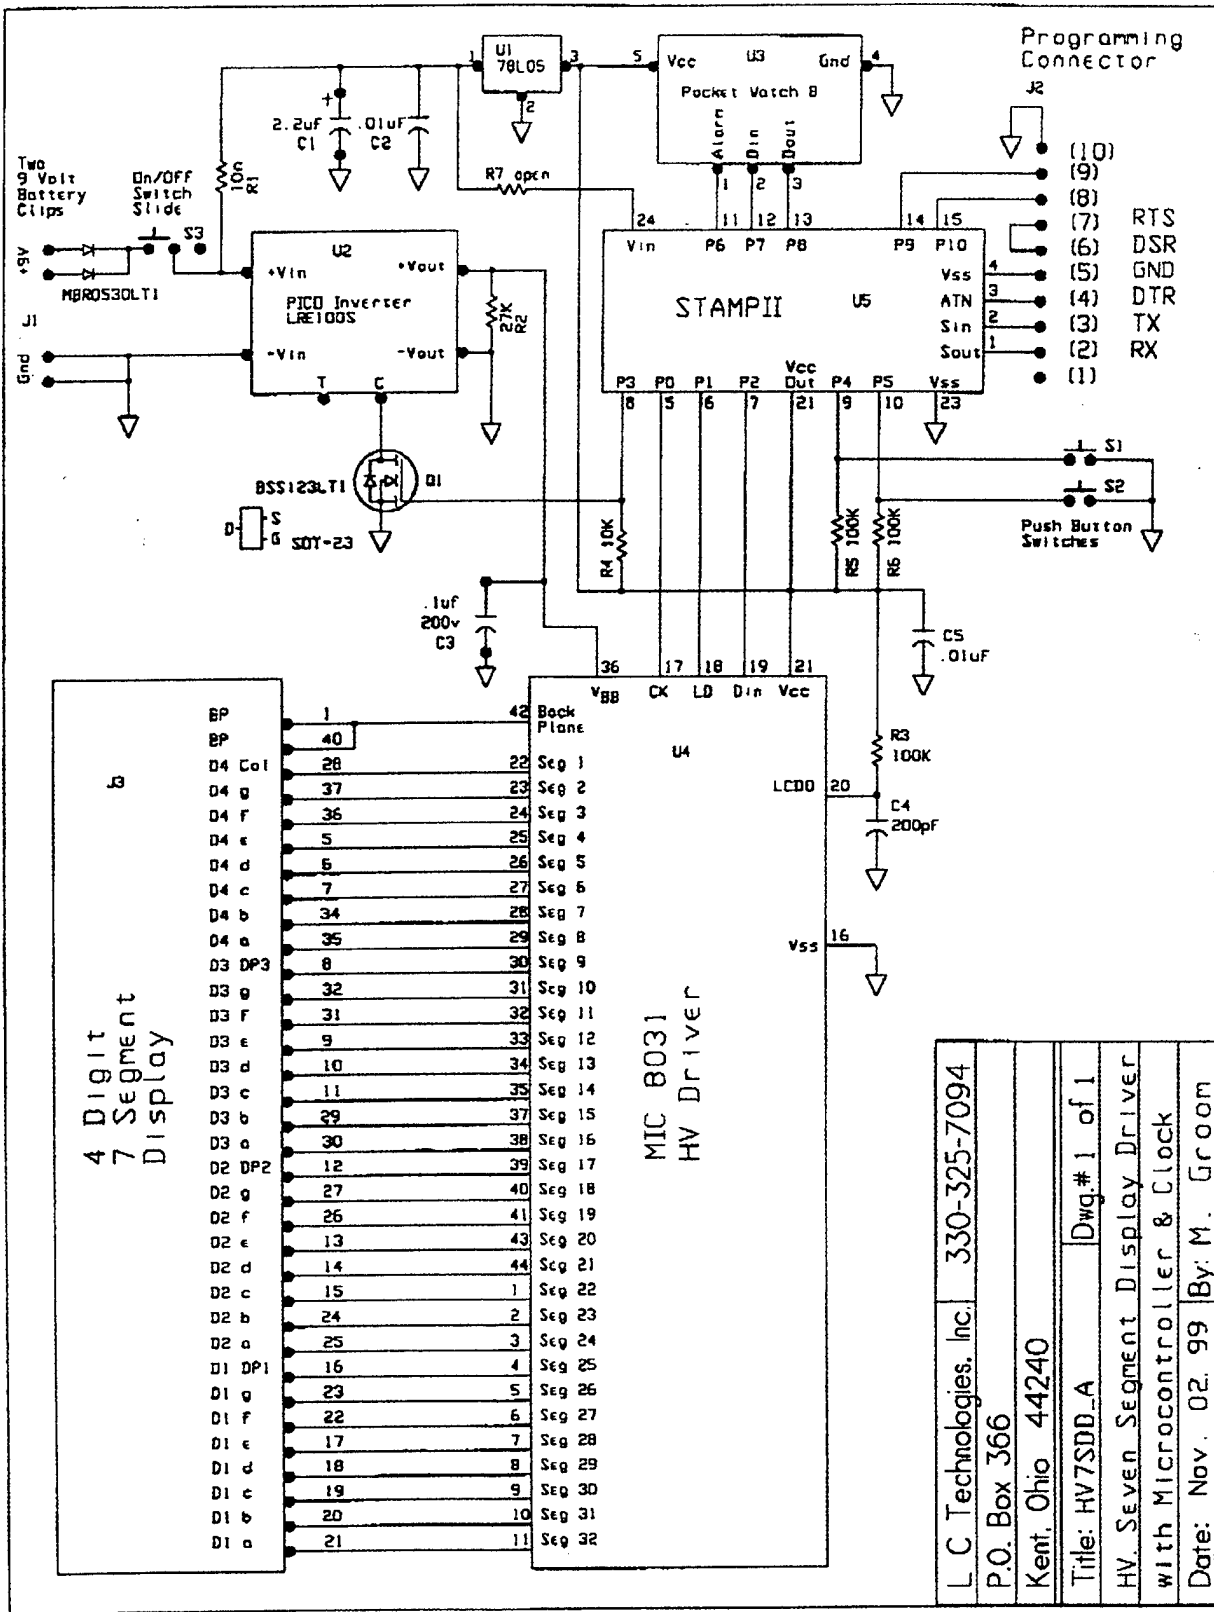 Programming
Connector
J2
U1
78L05
1
3
2
5
Vcc
U3
Gnd
4
Pocket Watch B
Alarm
Din
Dout
1
2
3
+
2.2uF
C1
.01uF
C2
10n
R1
R7 open
(10)
(9)
(8)
(7) RTS
(6) DSR
(5) GND
(4) DTR
(3) TX
(2) RX
(1)
Two
9 Volt
Battery
Clips
On/Off
Switch
Slide
S3
+9V
MBR0530LT1
J1
Gnd
U2
+Vin
+Vout
PICO Inverter
LRE100S
-Vin
-Vout
T
C
27K
R2
24
11
12
13
14
15
Vin
P6
P7
P8
P9
P10
STAMPII
U5
Vss
4
ATN
3
Sin
2
Sout
1
P3
P0
P1
P2
Vcc
Out
P4
P5
Vss
8
5
6
7
21
9
10
23
BSS123LT1
Q1
D
S
G
SOT-23
R4 10K
R5 100K
R6 100K
S1
S2
Push Button
Switches
.1uf
200v
C3
C5
.01uF
36
17
18
19
21
VBB
CK
LD
Din
Vcc
U4
R3
100K
LCDO
20
C4
200pF
Vss
16
MIC 8031
HV Driver
J3
4 Digit
7 Segment
Display
BP 1 42 Back
Plane
BP 40
D4 Col 28 22 Seg 1
D4 g 37 23 Seg 2
D4 f 36 24 Seg 3
D4 e 5 25 Seg 4
D4 d 6 26 Seg 5
D4 c 7 27 Seg 6
D4 b 34 28 Seg 7
D4 a 35 29 Seg 8
D3 DP3 8 30 Seg 9
D3 g 32 31 Seg 10
D3 F 31 32 Seg 11
D3 e 9 33 Seg 12
D3 d 10 34 Seg 13
D3 c 11 35 Seg 14
D3 b 29 37 Seg 15
D3 a 30 38 Seg 16
D2 DP2 12 39 Seg 17
D2 g 27 40 Seg 18
D2 f 26 41 Seg 19
D2 e 13 43 Seg 20
D2 d 14 44 Seg 21
D2 c 15 1 Seg 22
D2 b 24 2 Seg 23
D2 a 25 3 Seg 24
D1 DP1 16 4 Seg 25
D1 g 23 5 Seg 26
D1 f 22 6 Seg 27
D1 e 17 7 Seg 28
D1 d 18 8 Seg 29
D1 c 19 9 Seg 30
D1 b 20 10 Seg 31
D1 a 21 11 Seg 32
L C Technologies, Inc. 330-325-7094
P.O. Box 366
Kent, Ohio 44240
Title: HV7SDD_A Dwg.# 1 of 1
HV. Seven Segment Display Driver
with Microcontroller & Clock
Date: Nov. 02. 99 By: M. Groom